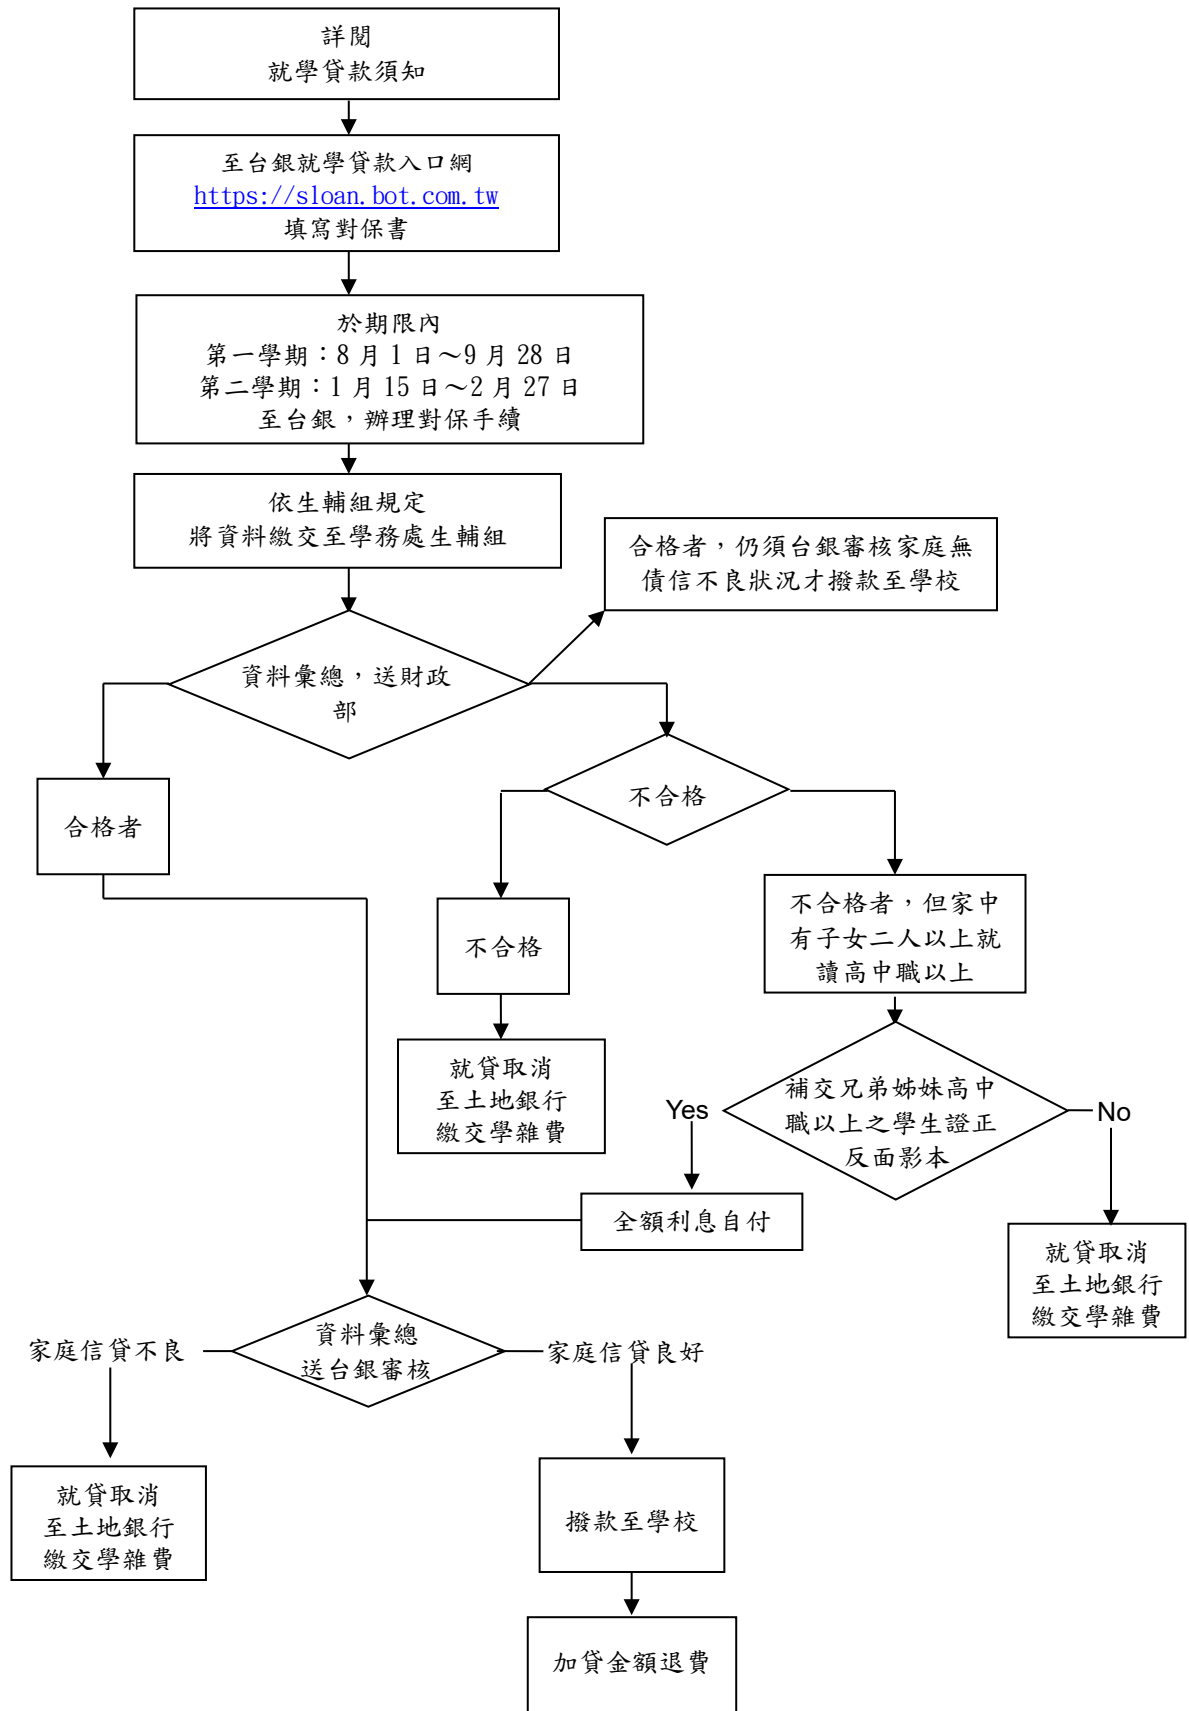 詳閱
就學貸款須知
至台銀就學貸款入口網
https://sloan.bot.com.tw
填寫對保書
於期限內
第一學期：8 月 1 日～9 月 28 日
第二學期：1 月 15 日～2 月 27 日
至台銀，辦理對保手續
依生輔組規定
將資料繳交至學務處生輔組
合格者，仍須台銀審核家庭無
債信不良狀況才撥款至學校
資料彙總，送財政
部
合格者
不合格
不合格
不合格者，但家中
有子女二人以上就
讀高中職以上
就貸取消
至土地銀行
繳交學雜費
補交兄弟姊妹高中
職以上之學生證正
反面影本
Yes
No
全額利息自付
就貸取消
至土地銀行
繳交學雜費
資料彙總
送台銀審核
家庭信貸不良
家庭信貸良好
就貸取消
至土地銀行
繳交學雜費
撥款至學校
加貸金額退費